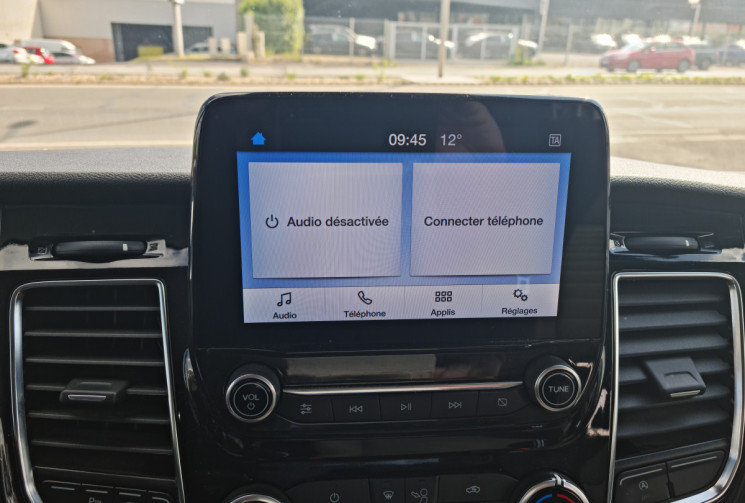 09:45 12°
TA
Audio désactivée
Connecter téléphone
Audio
Téléphone
Applis
Réglages
VOL
TUNE